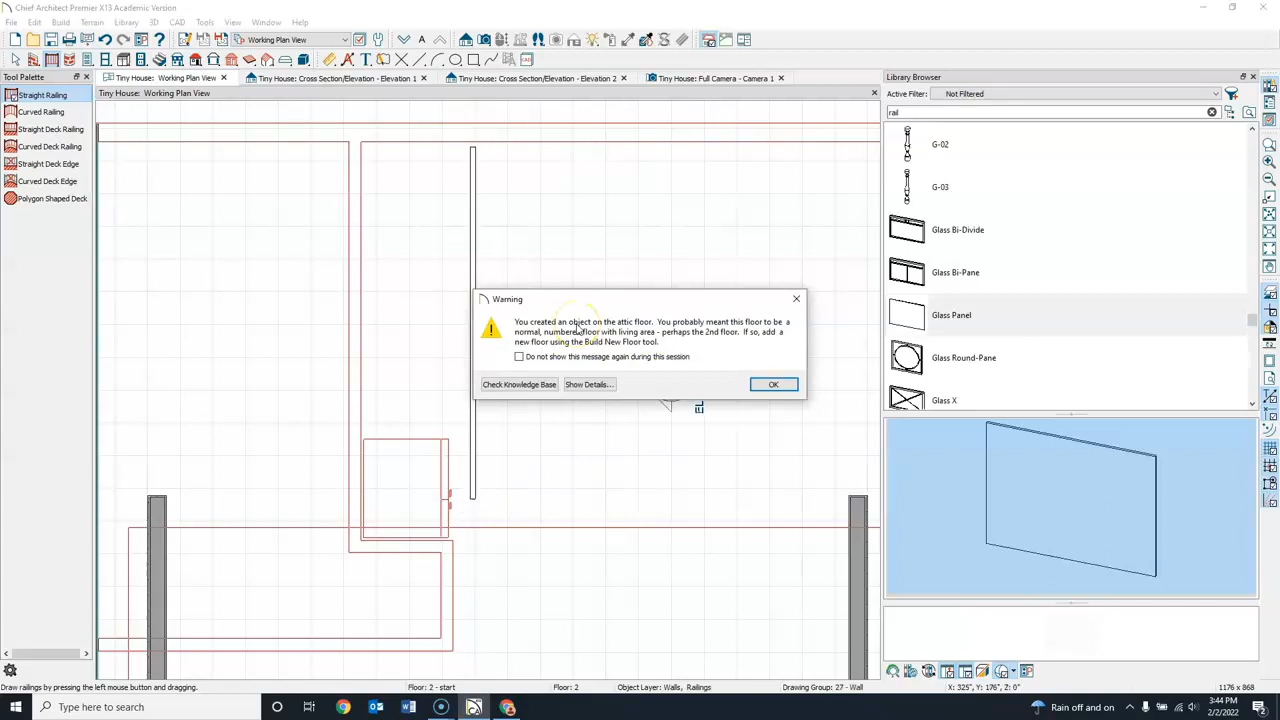 Chief Architect Premier X13 Academic Version
File Edit Build Terrain Library 3D CAD Tools View Window Help
Working Plan View
Tool Palette
Tiny House: Working Plan View
Tiny House: Cross Section/Elevation - Elevation 1
Tiny House: Cross Section/Elevation - Elevation 2
Tiny House: Full Camera - Camera 1
Library Browser
Tiny House: Working Plan View
Active Filter: Not Filtered
rail
Straight Railing
Curved Railing
Straight Deck Railing
Curved Deck Railing
Straight Deck Edge
Curved Deck Edge
Polygon Shaped Deck
G-02
G-03
Glass Bi-Divide
Glass Bi-Pane
Glass Panel
Glass Round-Pane
Glass X
Warning
You created an object on the attic floor. You probably meant this floor to be a
normal, numbered floor with living area - perhaps the 2nd floor. If so, add a
new floor using the Build New Floor tool.
Do not show this message again during this session
Check Knowledge Base
Show Details...
OK
Draw railings by pressing the left mouse button and dragging.
Floor: 2 - start
Floor: 2
Object Layer: Walls, Railings
Drawing Group: 27 - Wall
X: 325", Y: 176", Z: 0"
1176 x 868
Type here to search
Rain off and on
3:44 PM
2/2/2022